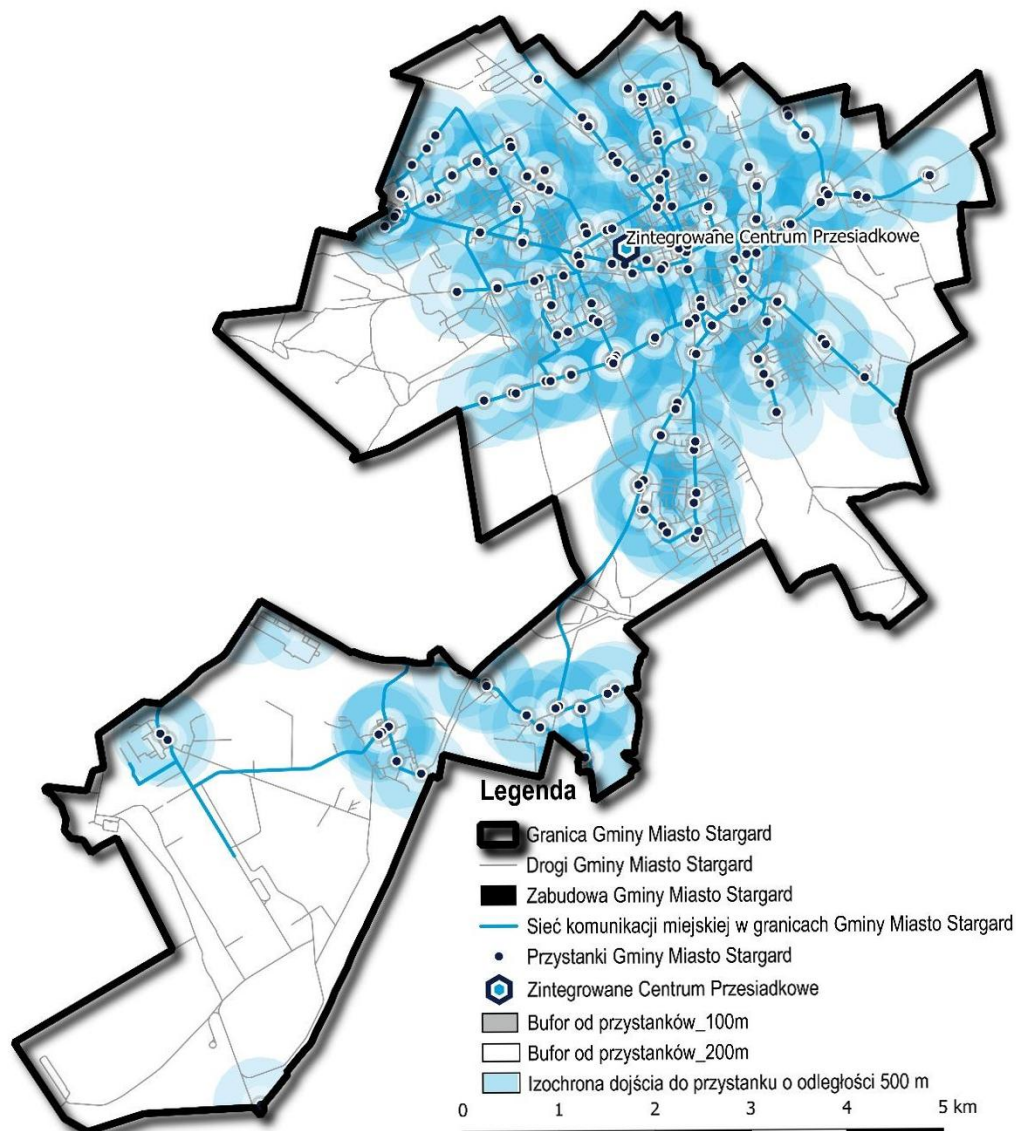 Zintegrowane Centrum Przesiadkowe
Legenda
Granica Gminy Miasto Stargard
Drogi Gminy Miasto Stargard
Zabudowa Gminy Miasto Stargard
Sieć komunikacji miejskiej w granicach Gminy Miasto Stargard
Przystanki Gminy Miasto Stargard
Zintegrowane Centrum Przesiadkowe
Bufor od przystanków_100m
Bufor od przystanków_200m
Izochrona dojścia do przystanku o odległości 500 m
0 1 2 3 4 5 km